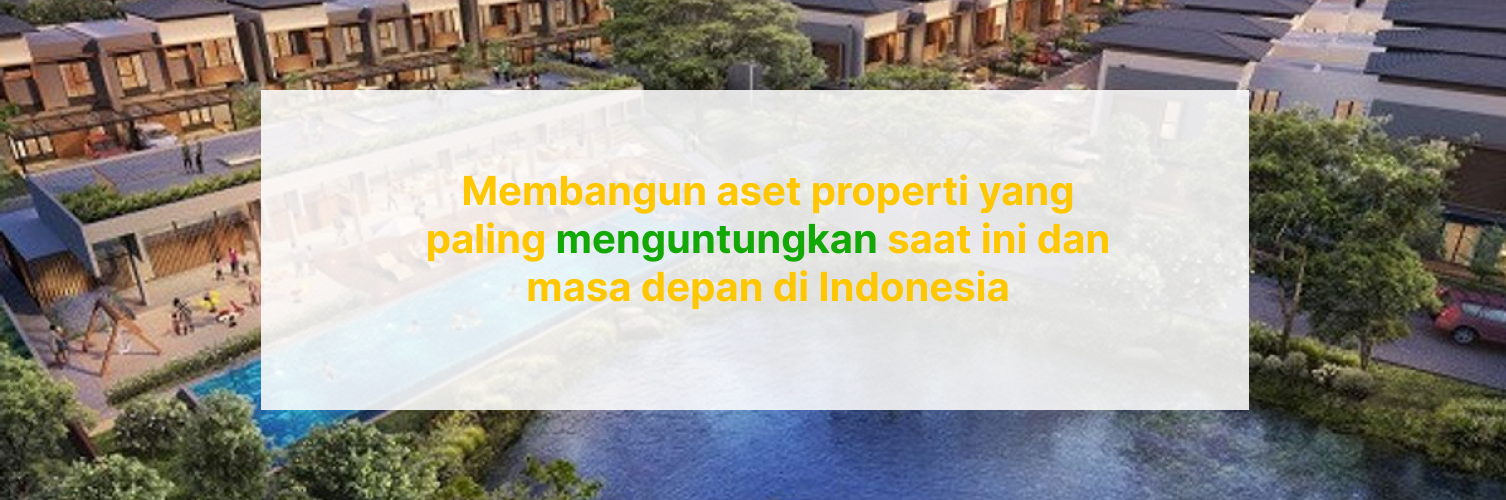 Membangun aset properti yang
paling menguntungkan saat ini dan
masa depan di Indonesia